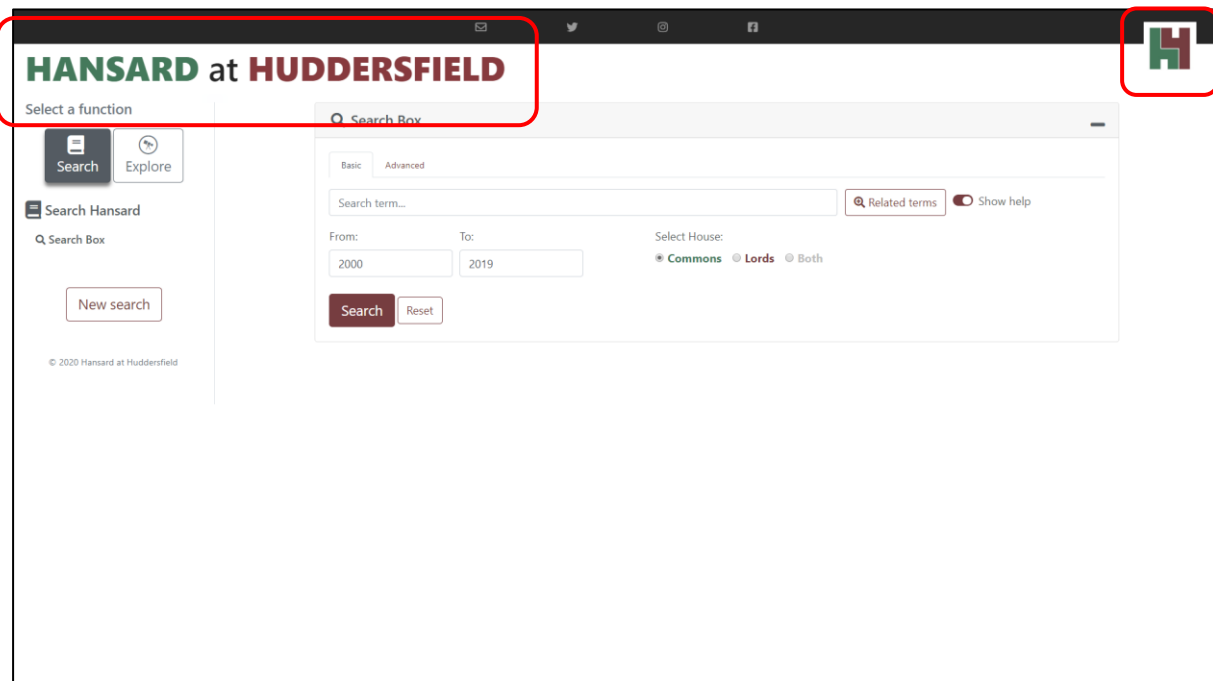 HANSARD at HUDDERSFIELD
Select a function
Search Explore
Search Hansard
Search Box
New search
© 2020 Hansard at Huddersfield
Search Box
Basic Advanced
Search term... Related terms Show help
From: To: Select House:
2000 2019 Commons Lords Both
Search Reset